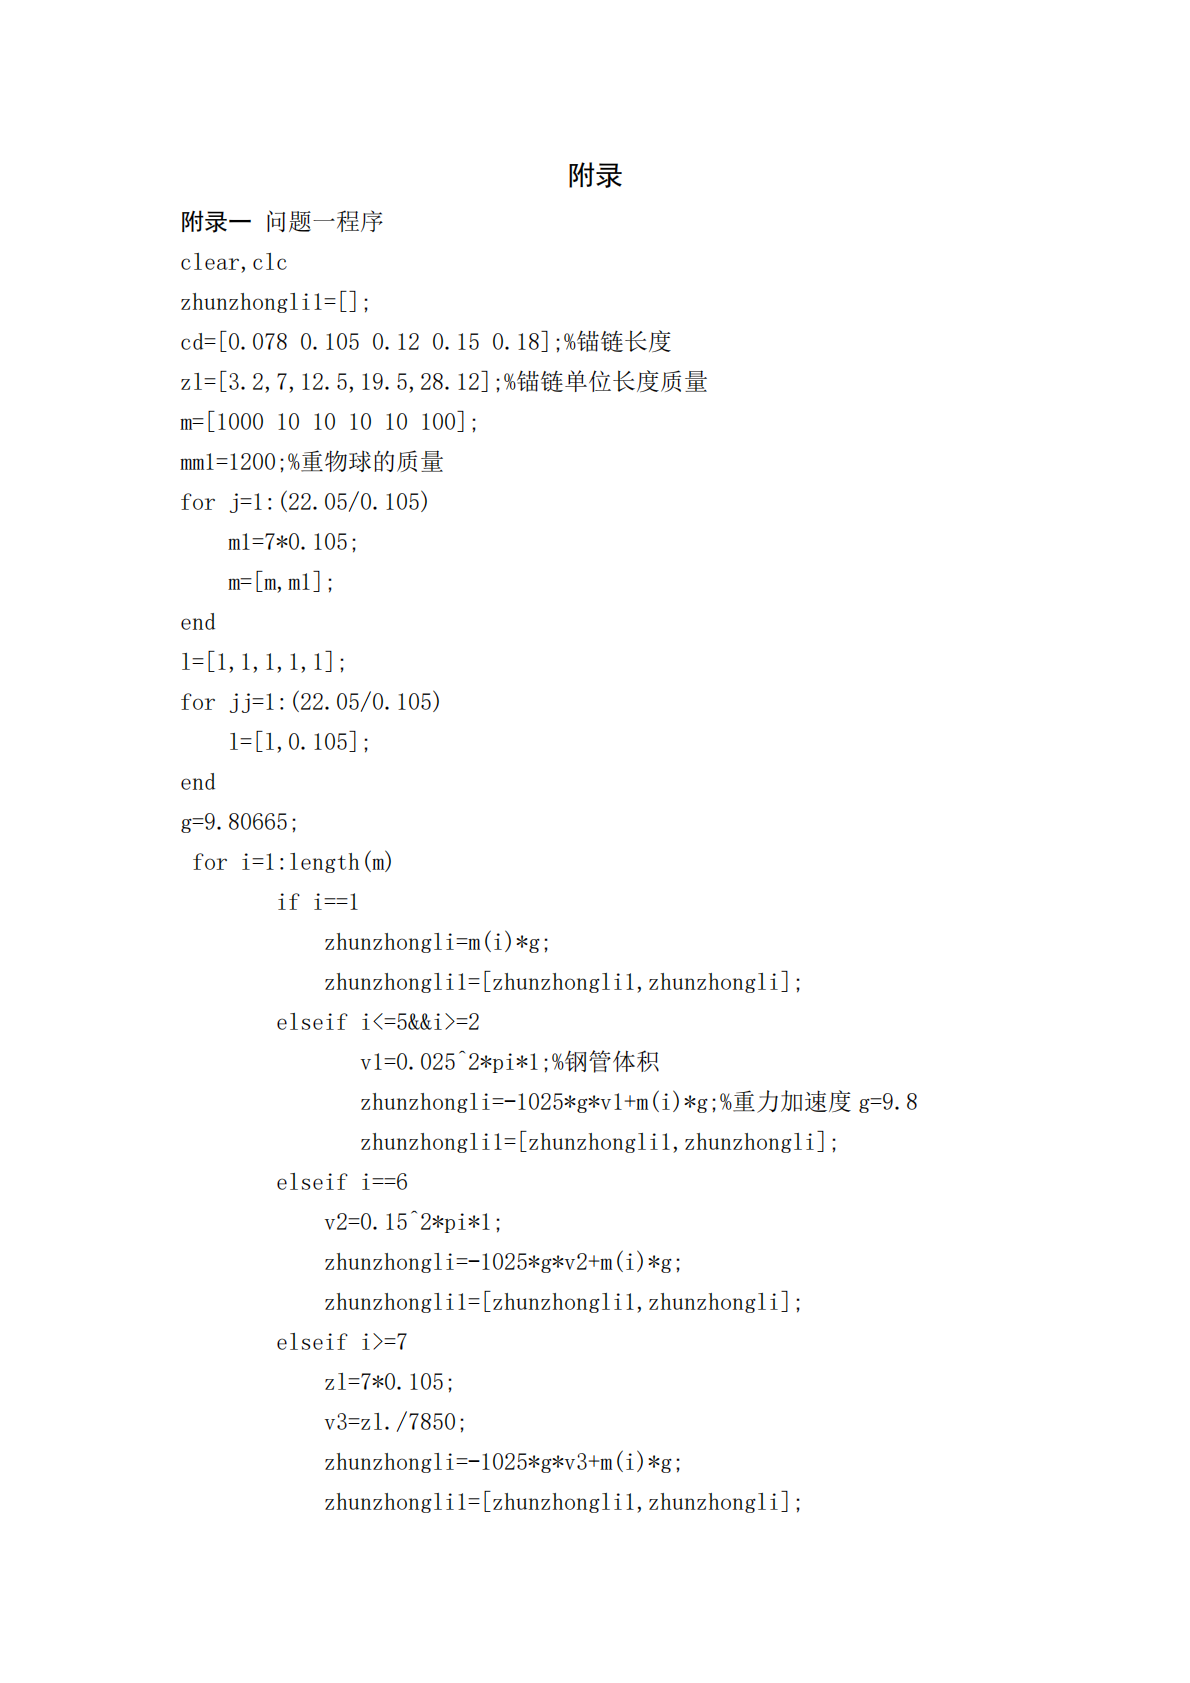 附录
附录一 问题一程序
clear,clc
zhunzhongli1=[];
cd=[0.078 0.105 0.12 0.15 0.18];%锚链长度
zl=[3.2,7,12.5,19.5,28.12];%锚链单位长度质量
m=[1000 10 10 10 10 100];
mm1=1200;%重物球的质量
for j=1:(22.05/0.105)
    m1=7*0.105;
    m=[m,m1];
end
l=[1,1,1,1,1];
for jj=1:(22.05/0.105)
    l=[l,0.105];
end
g=9.80665;
 for i=1:length(m)
        if i==1
            zhunzhongli=m(i)*g;
            zhunzhongli1=[zhunzhongli1,zhunzhongli];
        elseif i<=5&&i>=2
               v1=0.025^2*pi*1;%钢管体积
               zhunzhongli=-1025*g*v1+m(i)*g;%重力加速度 g=9.8
               zhunzhongli1=[zhunzhongli1,zhunzhongli];
        elseif i==6
            v2=0.15^2*pi*1;
            zhunzhongli=-1025*g*v2+m(i)*g;
            zhunzhongli1=[zhunzhongli1,zhunzhongli];
        elseif i>=7
            zl=7*0.105;
            v3=zl./7850;
            zhunzhongli=-1025*g*v3+m(i)*g;
            zhunzhongli1=[zhunzhongli1,zhunzhongli];